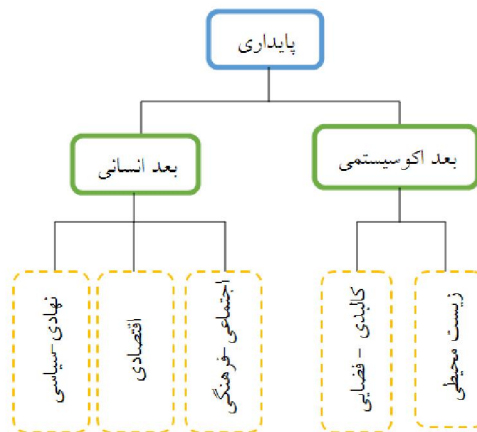 پایداری
بعد اکوسیستمی
بعد انسانی
زیست محیطی
کالبدی - فضایی
اجتماعی -فرهنگی
اقتصادی
نهادی -سیاسی